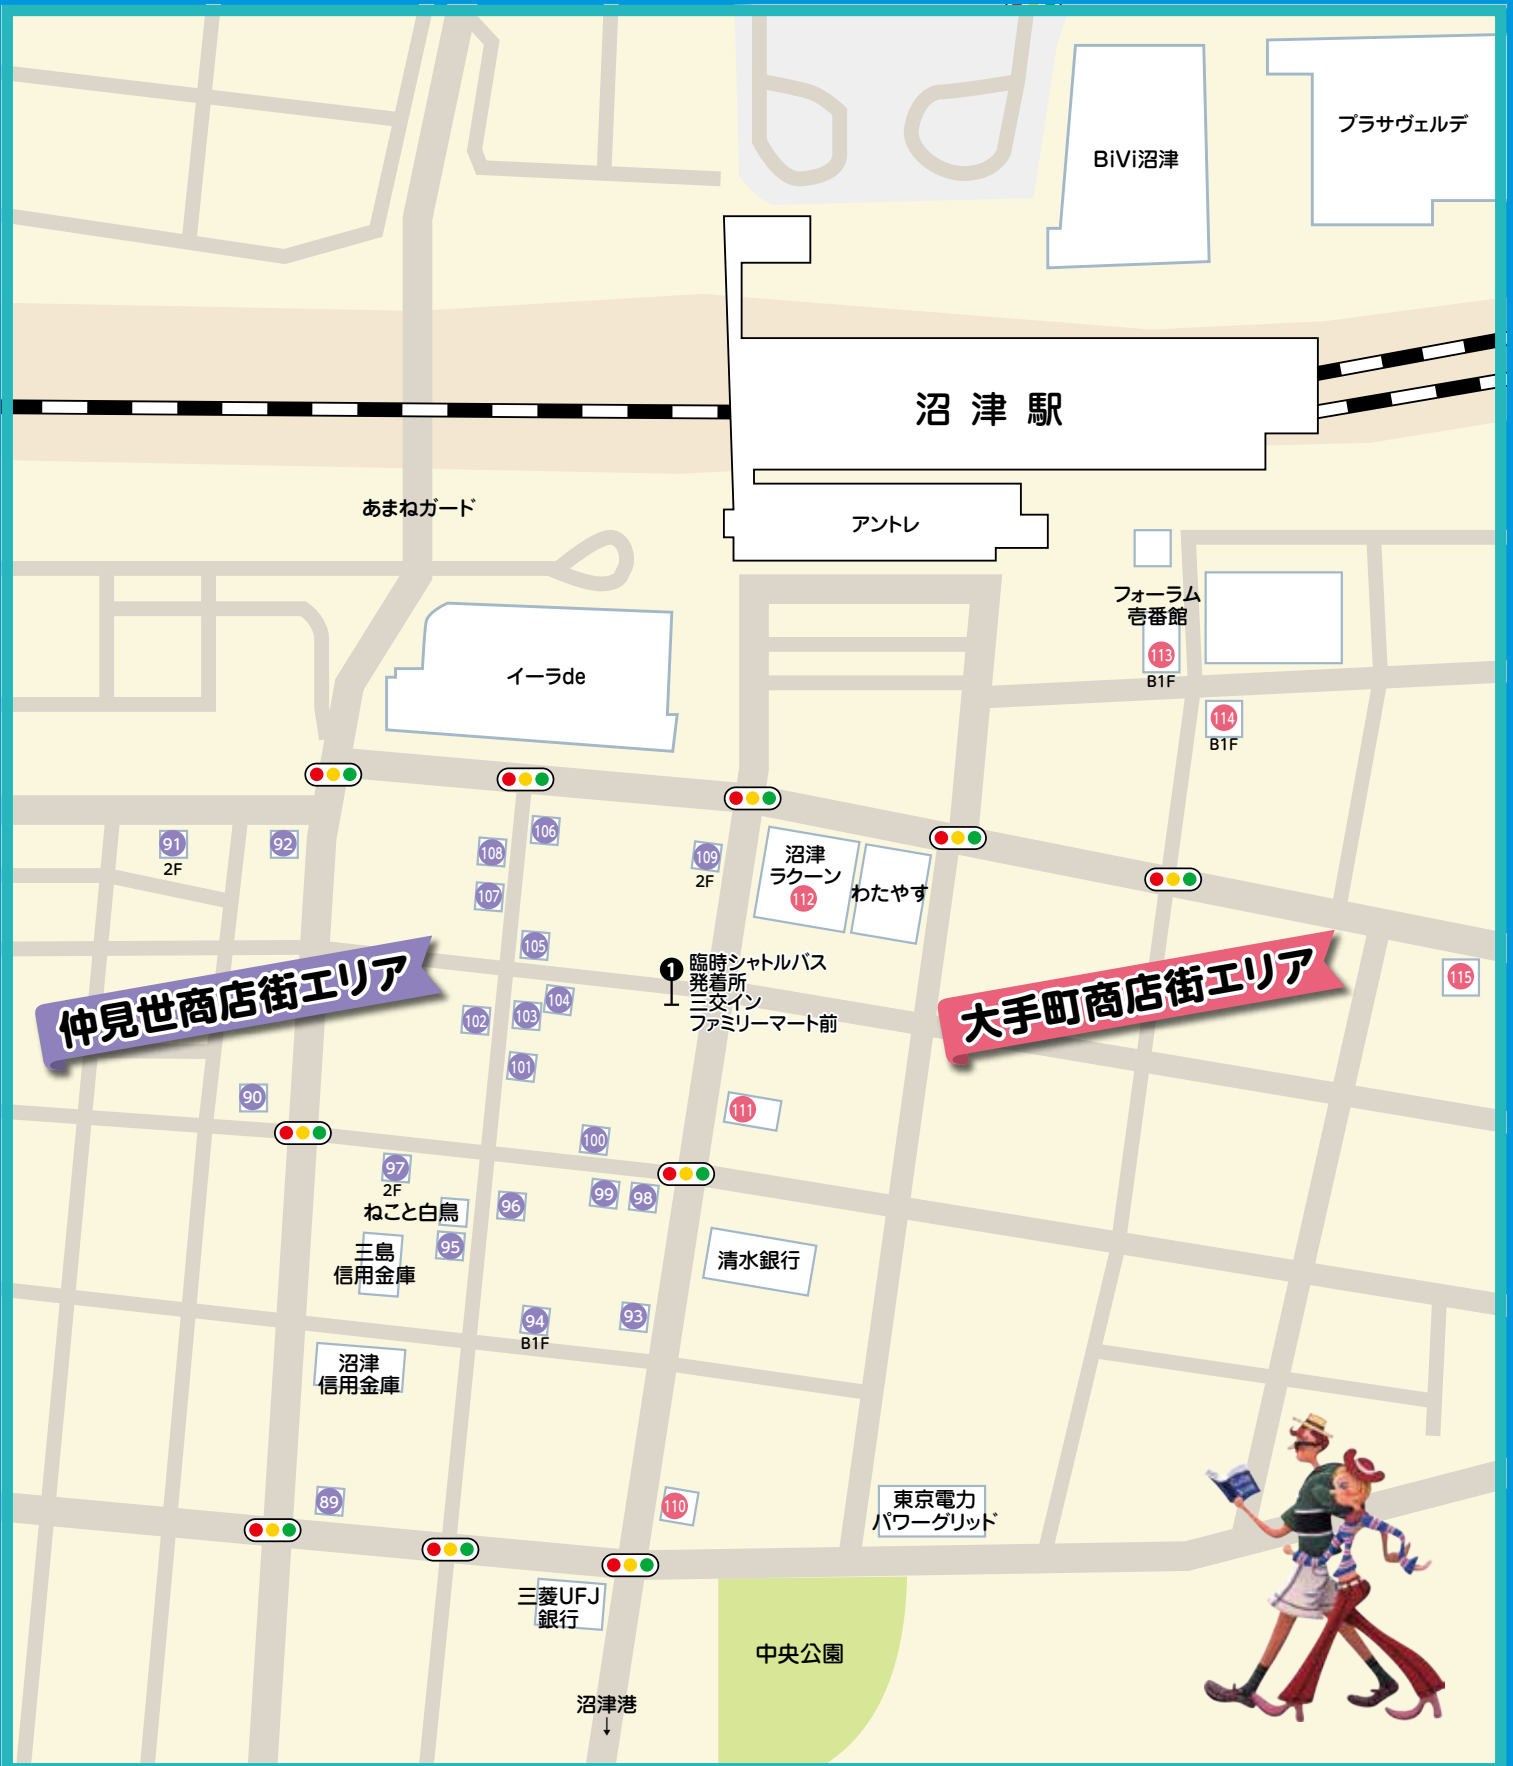 プラサヴェルデ
BiVi沼津
沼津駅
あまねガード
アントレ
フォーラム
壱番館
113
B1F
イーラde
114
B1F
106
91
2F
92
108
109
2F
沼津
ラクーン
112
わたやす
107
105
仲見世商店街エリア
1
臨時シャトルバス
発着所
三交イン
ファミリーマート前
大手町商店街エリア
115
104
103
102
101
90
111
100
97
2F
ねこと白鳥
96
99
98
95
三島
信用金庫
清水銀行
94
B1F
93
沼津
信用金庫
89
110
東京電力
パワーグリッド
三菱UFJ
銀行
中央公園
沼津港
↓